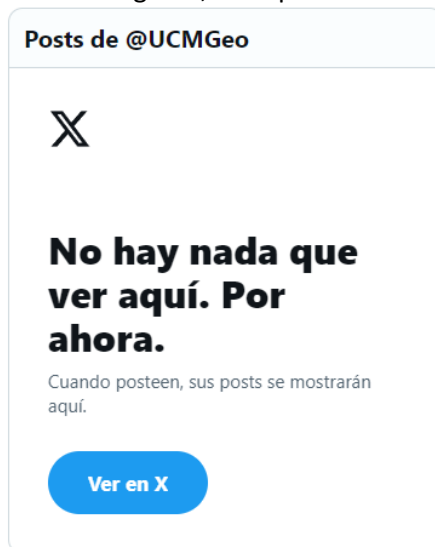 Posts de @UCMGeo
No hay nada que
ver aquí. Por
ahora.
Cuando posteen, sus posts se mostrarán
aquí.
Ver en X